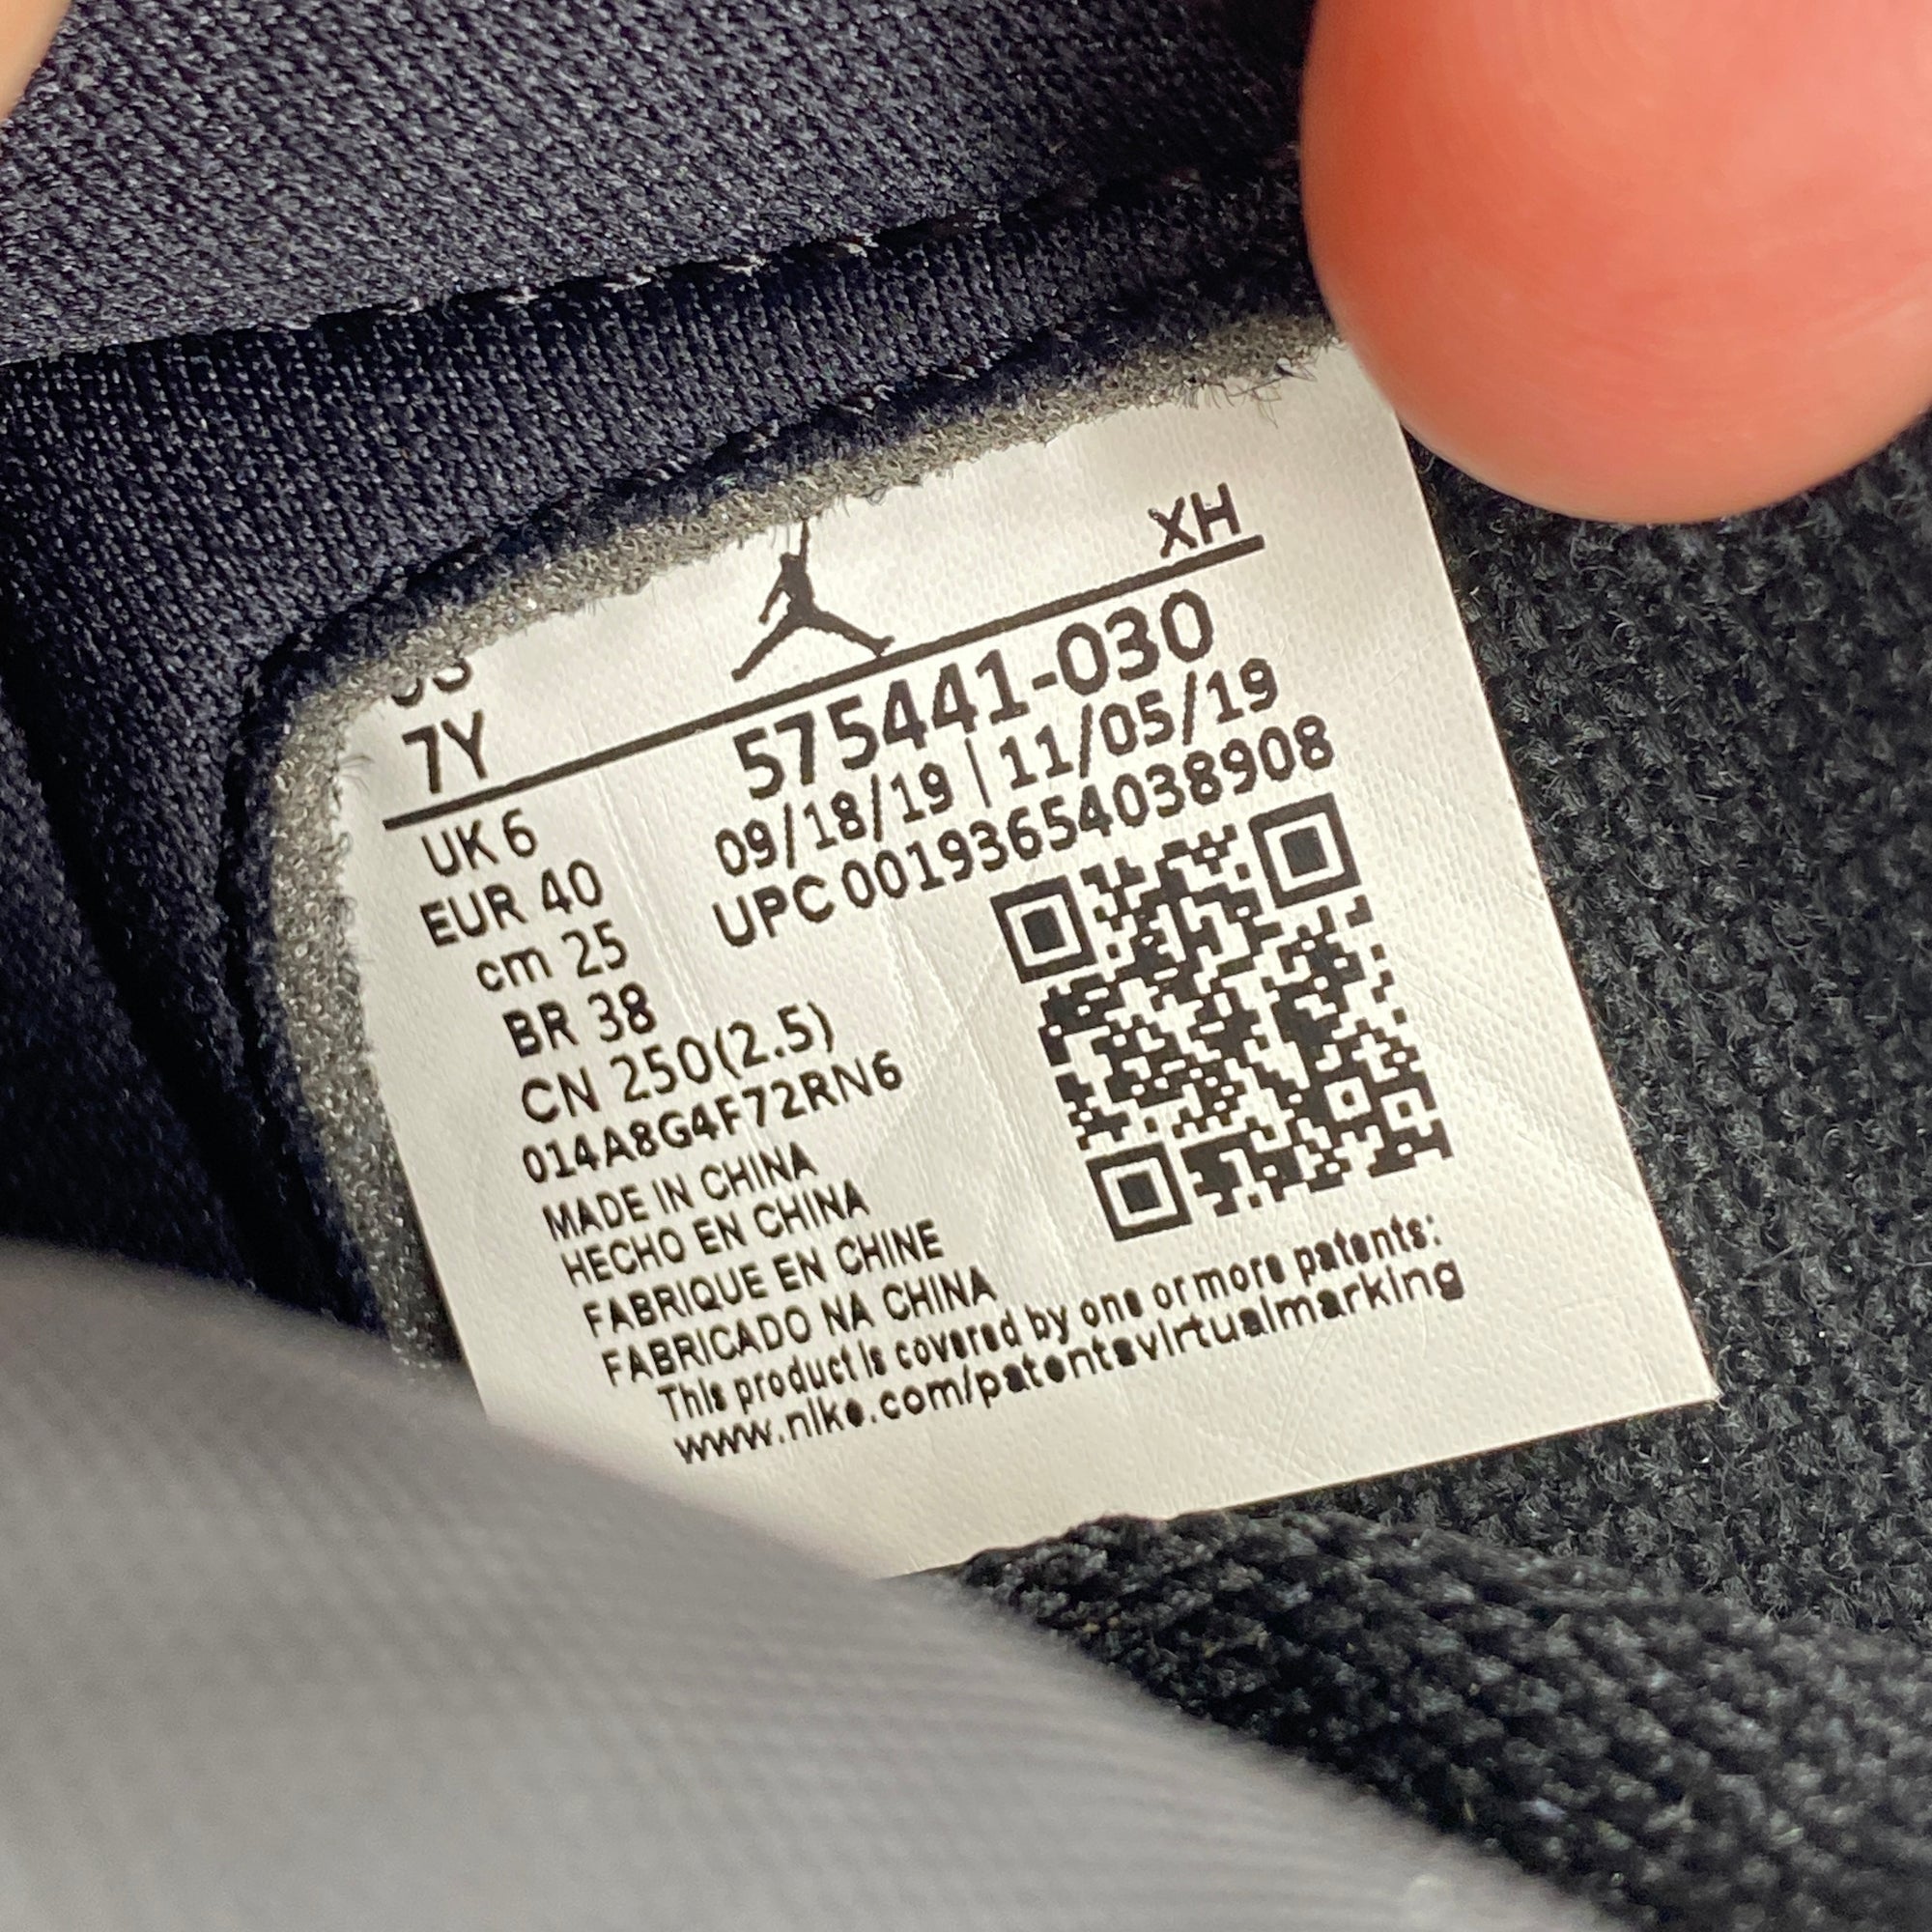 XH
7Y
575441-030
09/18/19 | 11/05/19
UPC 00193654038908
UK 6
EUR 40
cm 25
BR 38
CN 250(2.5)
014A8G4F72RN6
MADE IN CHINA
HECHO EN CHINA
FABRIQUE EN CHINE
FABRICADO NA CHINA
This product is covered by one or more patents:
www.nike.com/patentsvirtualmarking